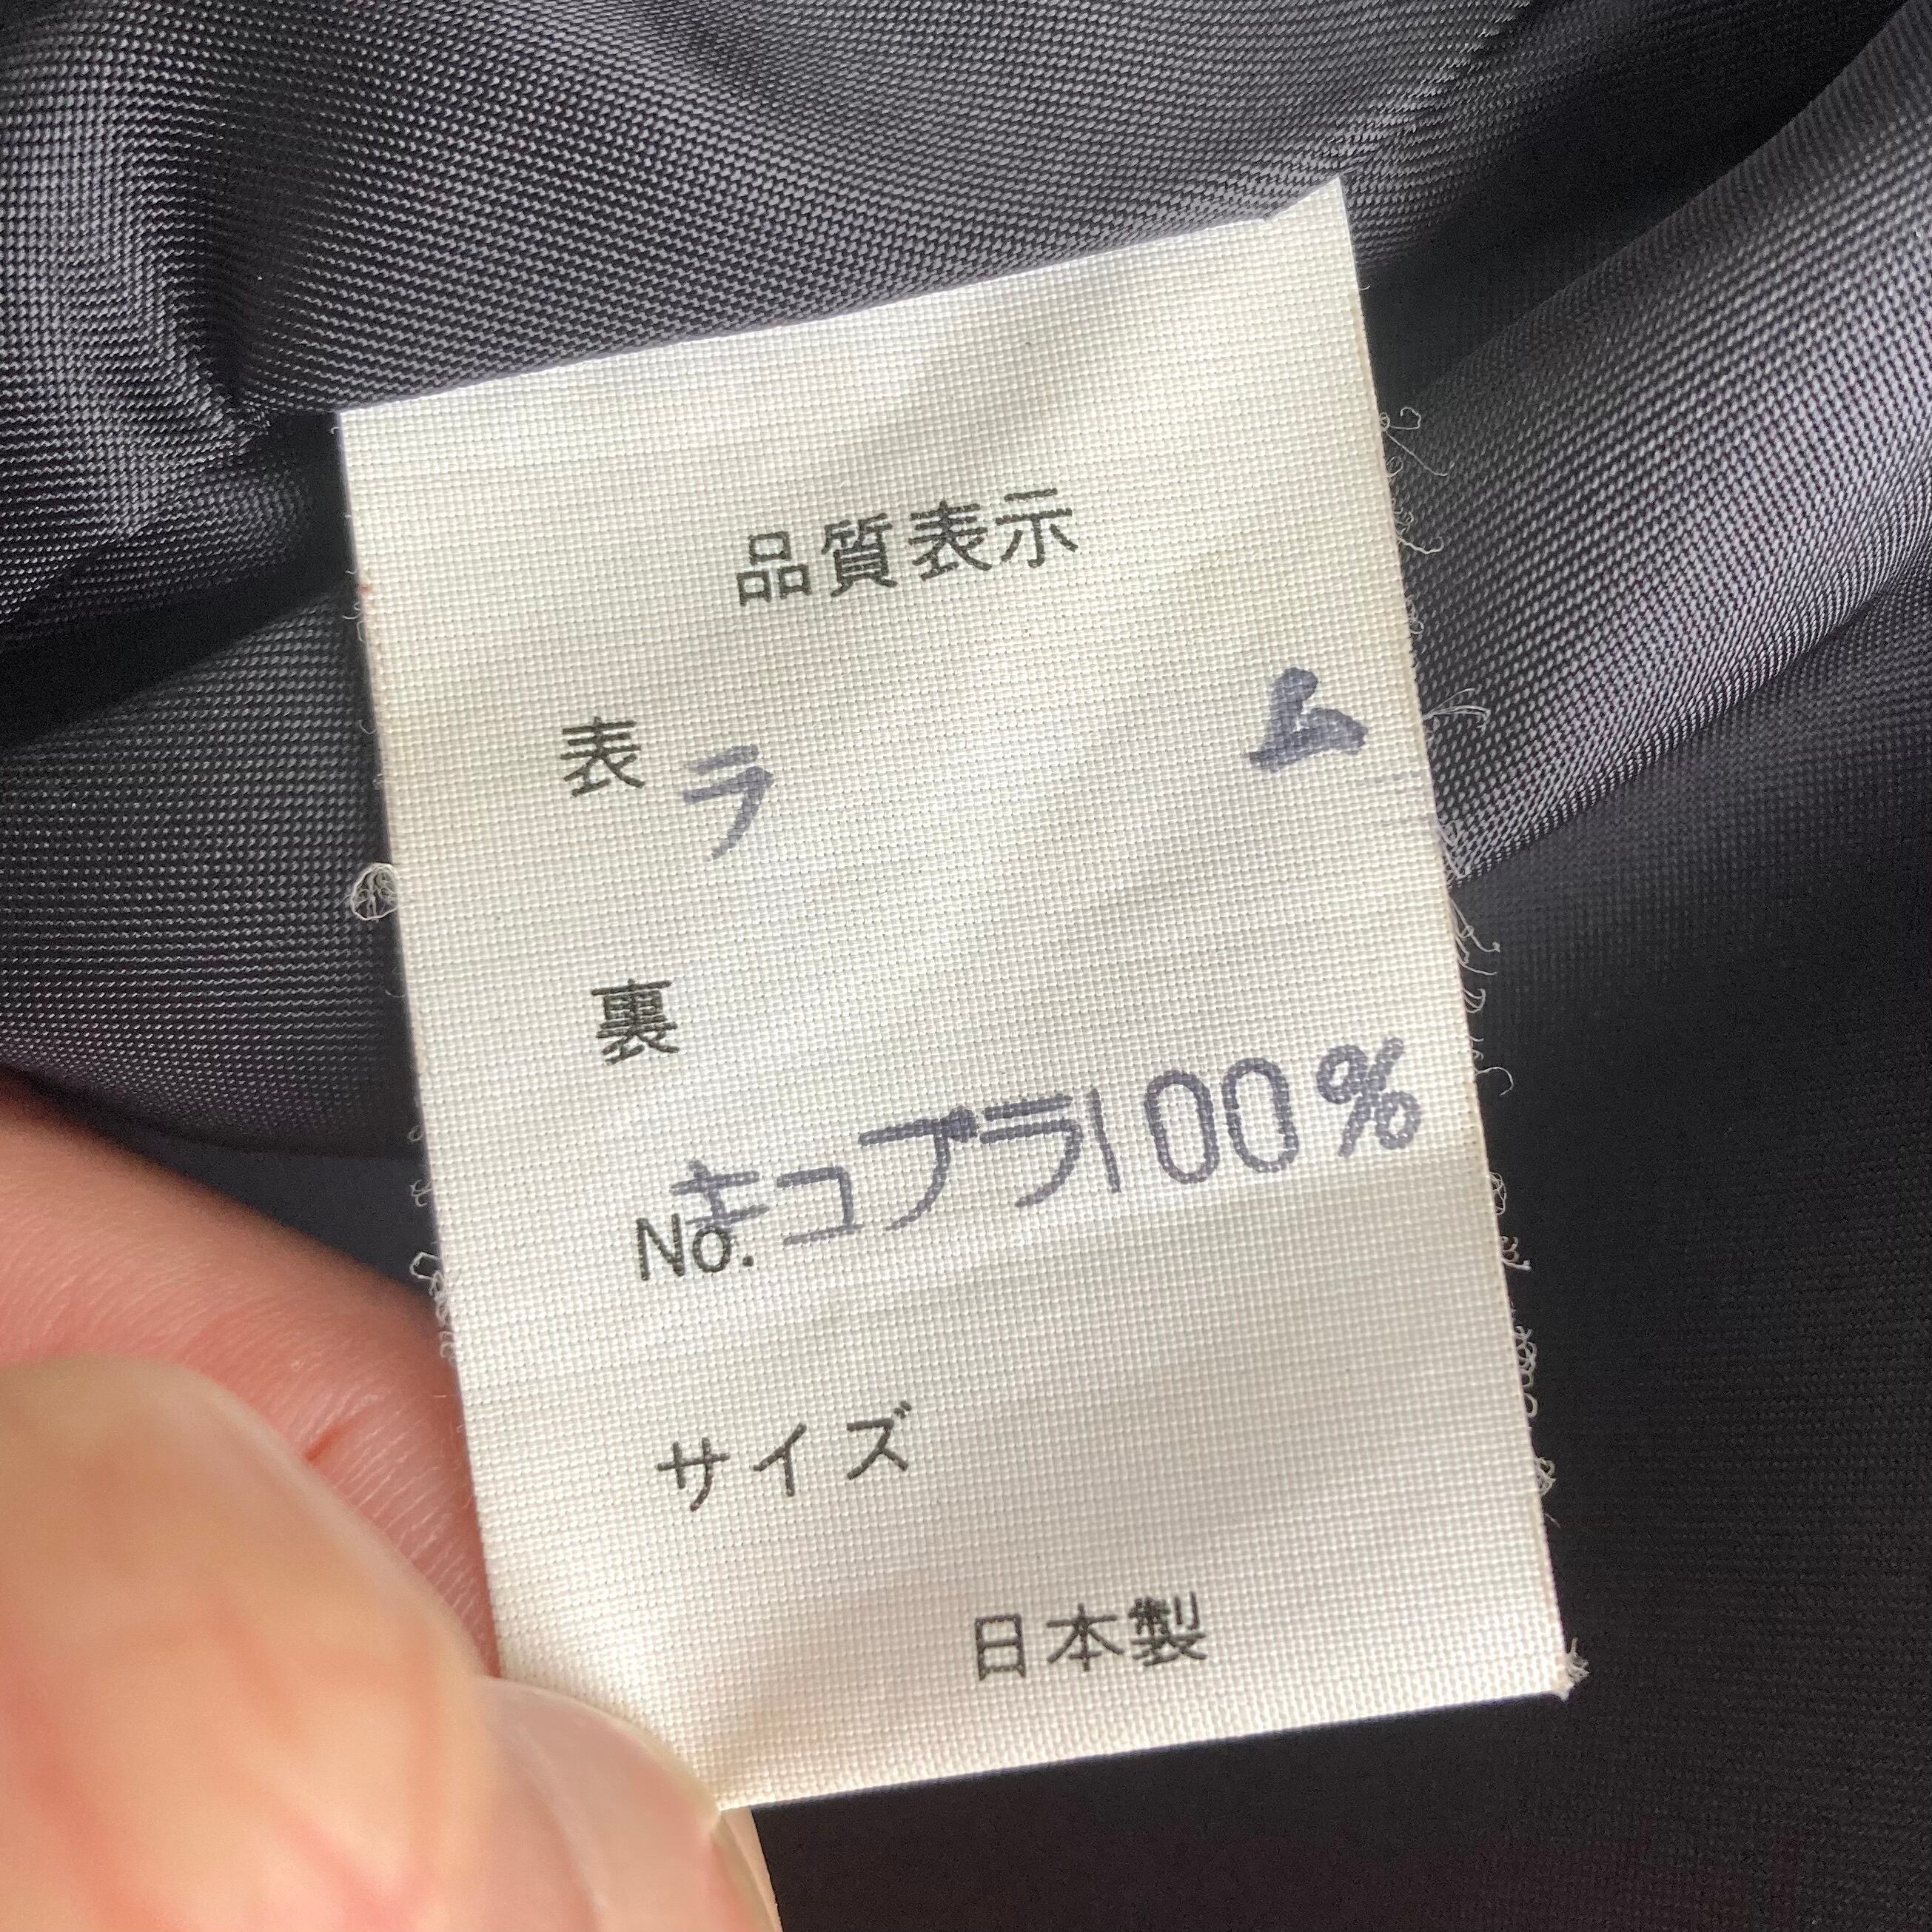 品質表示
表 ラ ム
裏
キュプラ100%
No.
サイズ
日本製